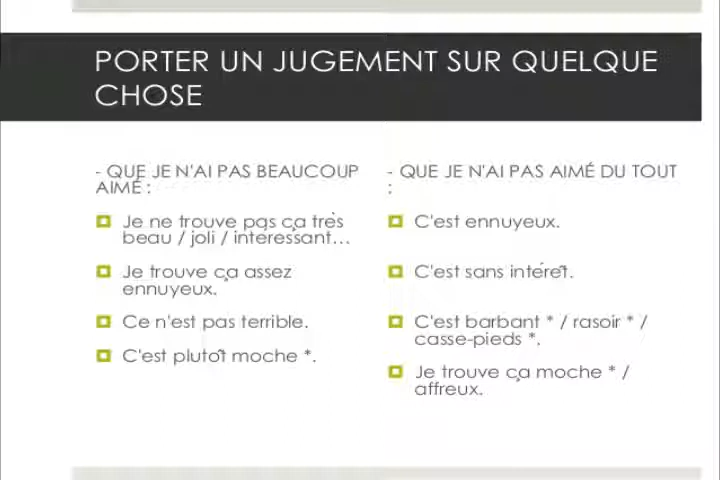 PORTER UN JUGEMENT SUR QUELQUE
CHOSE
- QUE JE N'AI PAS BEAUCOUP
AIMÉ :
Je ne trouve pas ça très
beau / joli / intéressant...
Je trouve ça assez
ennuyeux.
Ce n'est pas terrible.
C'est plutôt moche *.
- QUE JE N'AI PAS AIMÉ DU TOUT
:
C'est ennuyeux.
C'est sans intérêt.
C'est barbant * / rasoir * /
casse-pieds *.
Je trouve ça moche * /
affreux.